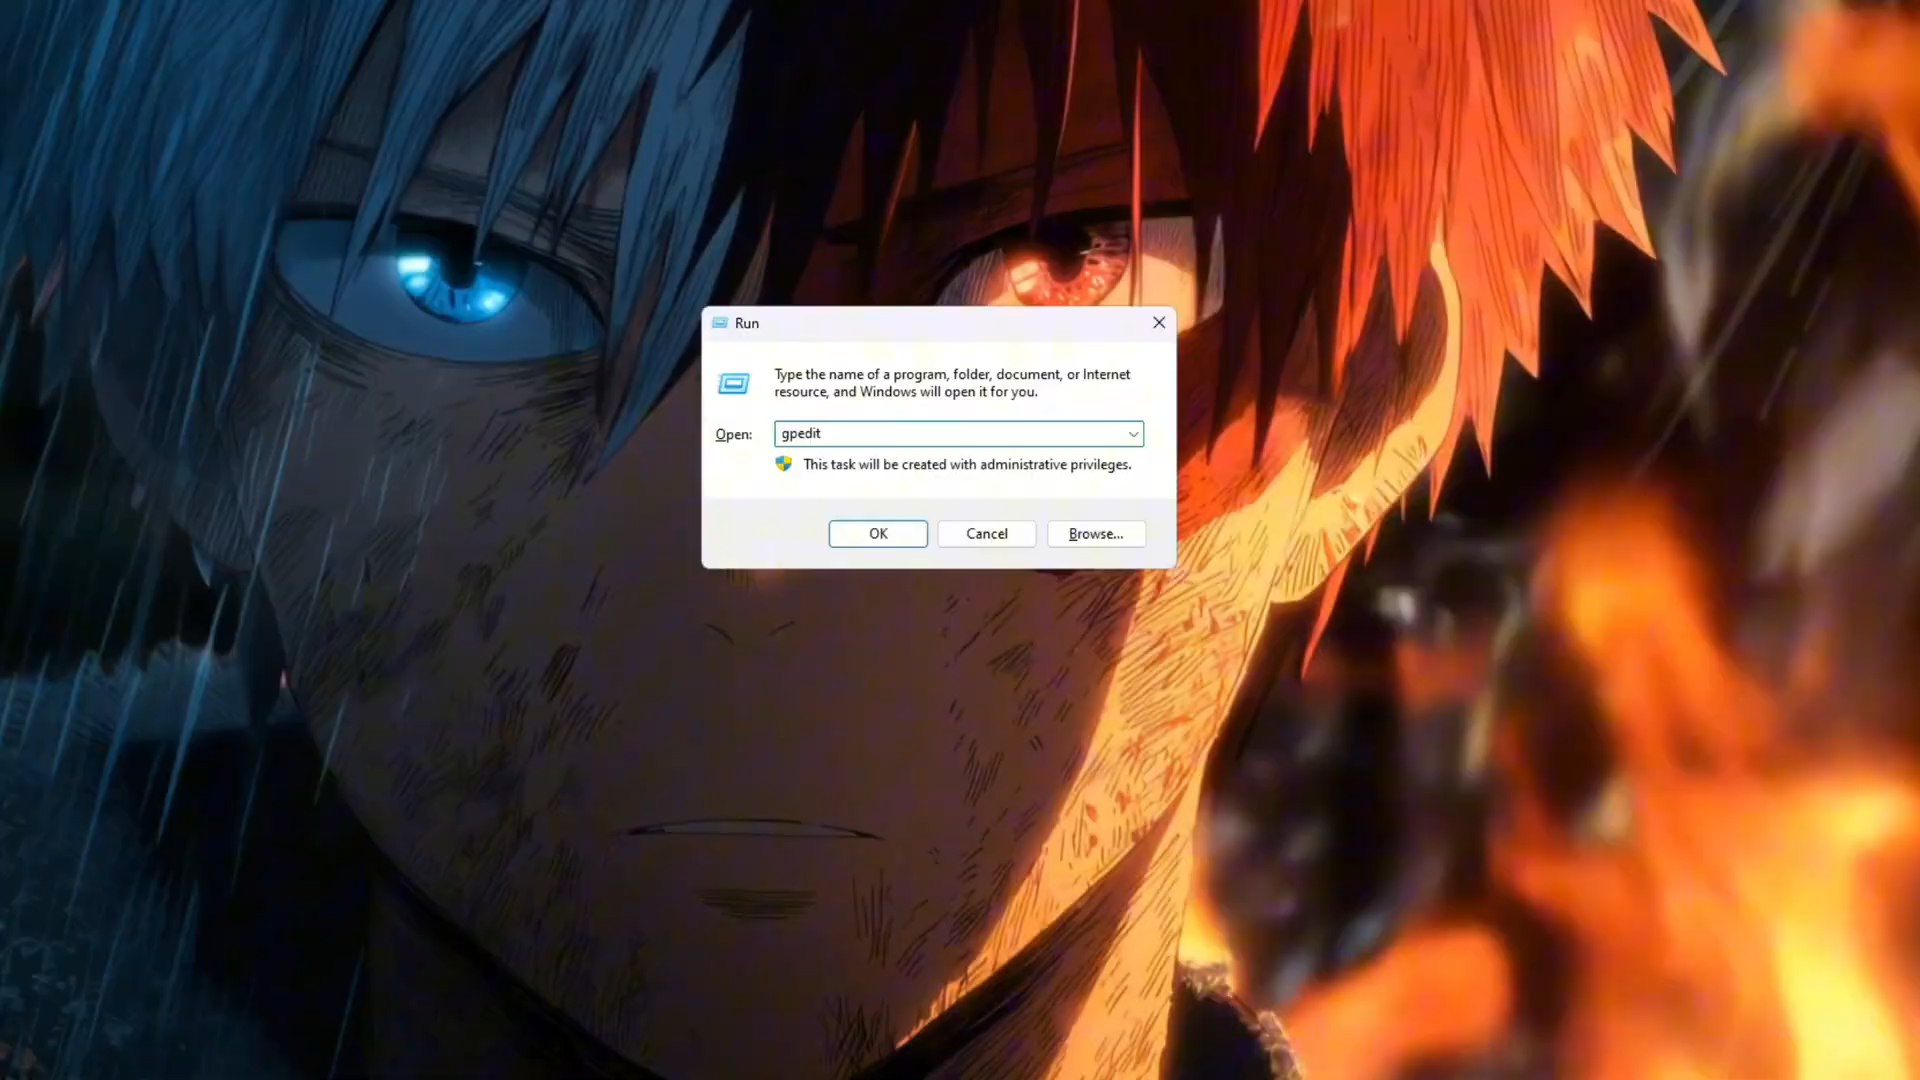 Run
Type the name of a program, folder, document, or Internet
resource, and Windows will open it for you.
Open: gpedit
This task will be created with administrative privileges.
OK Cancel Browse...